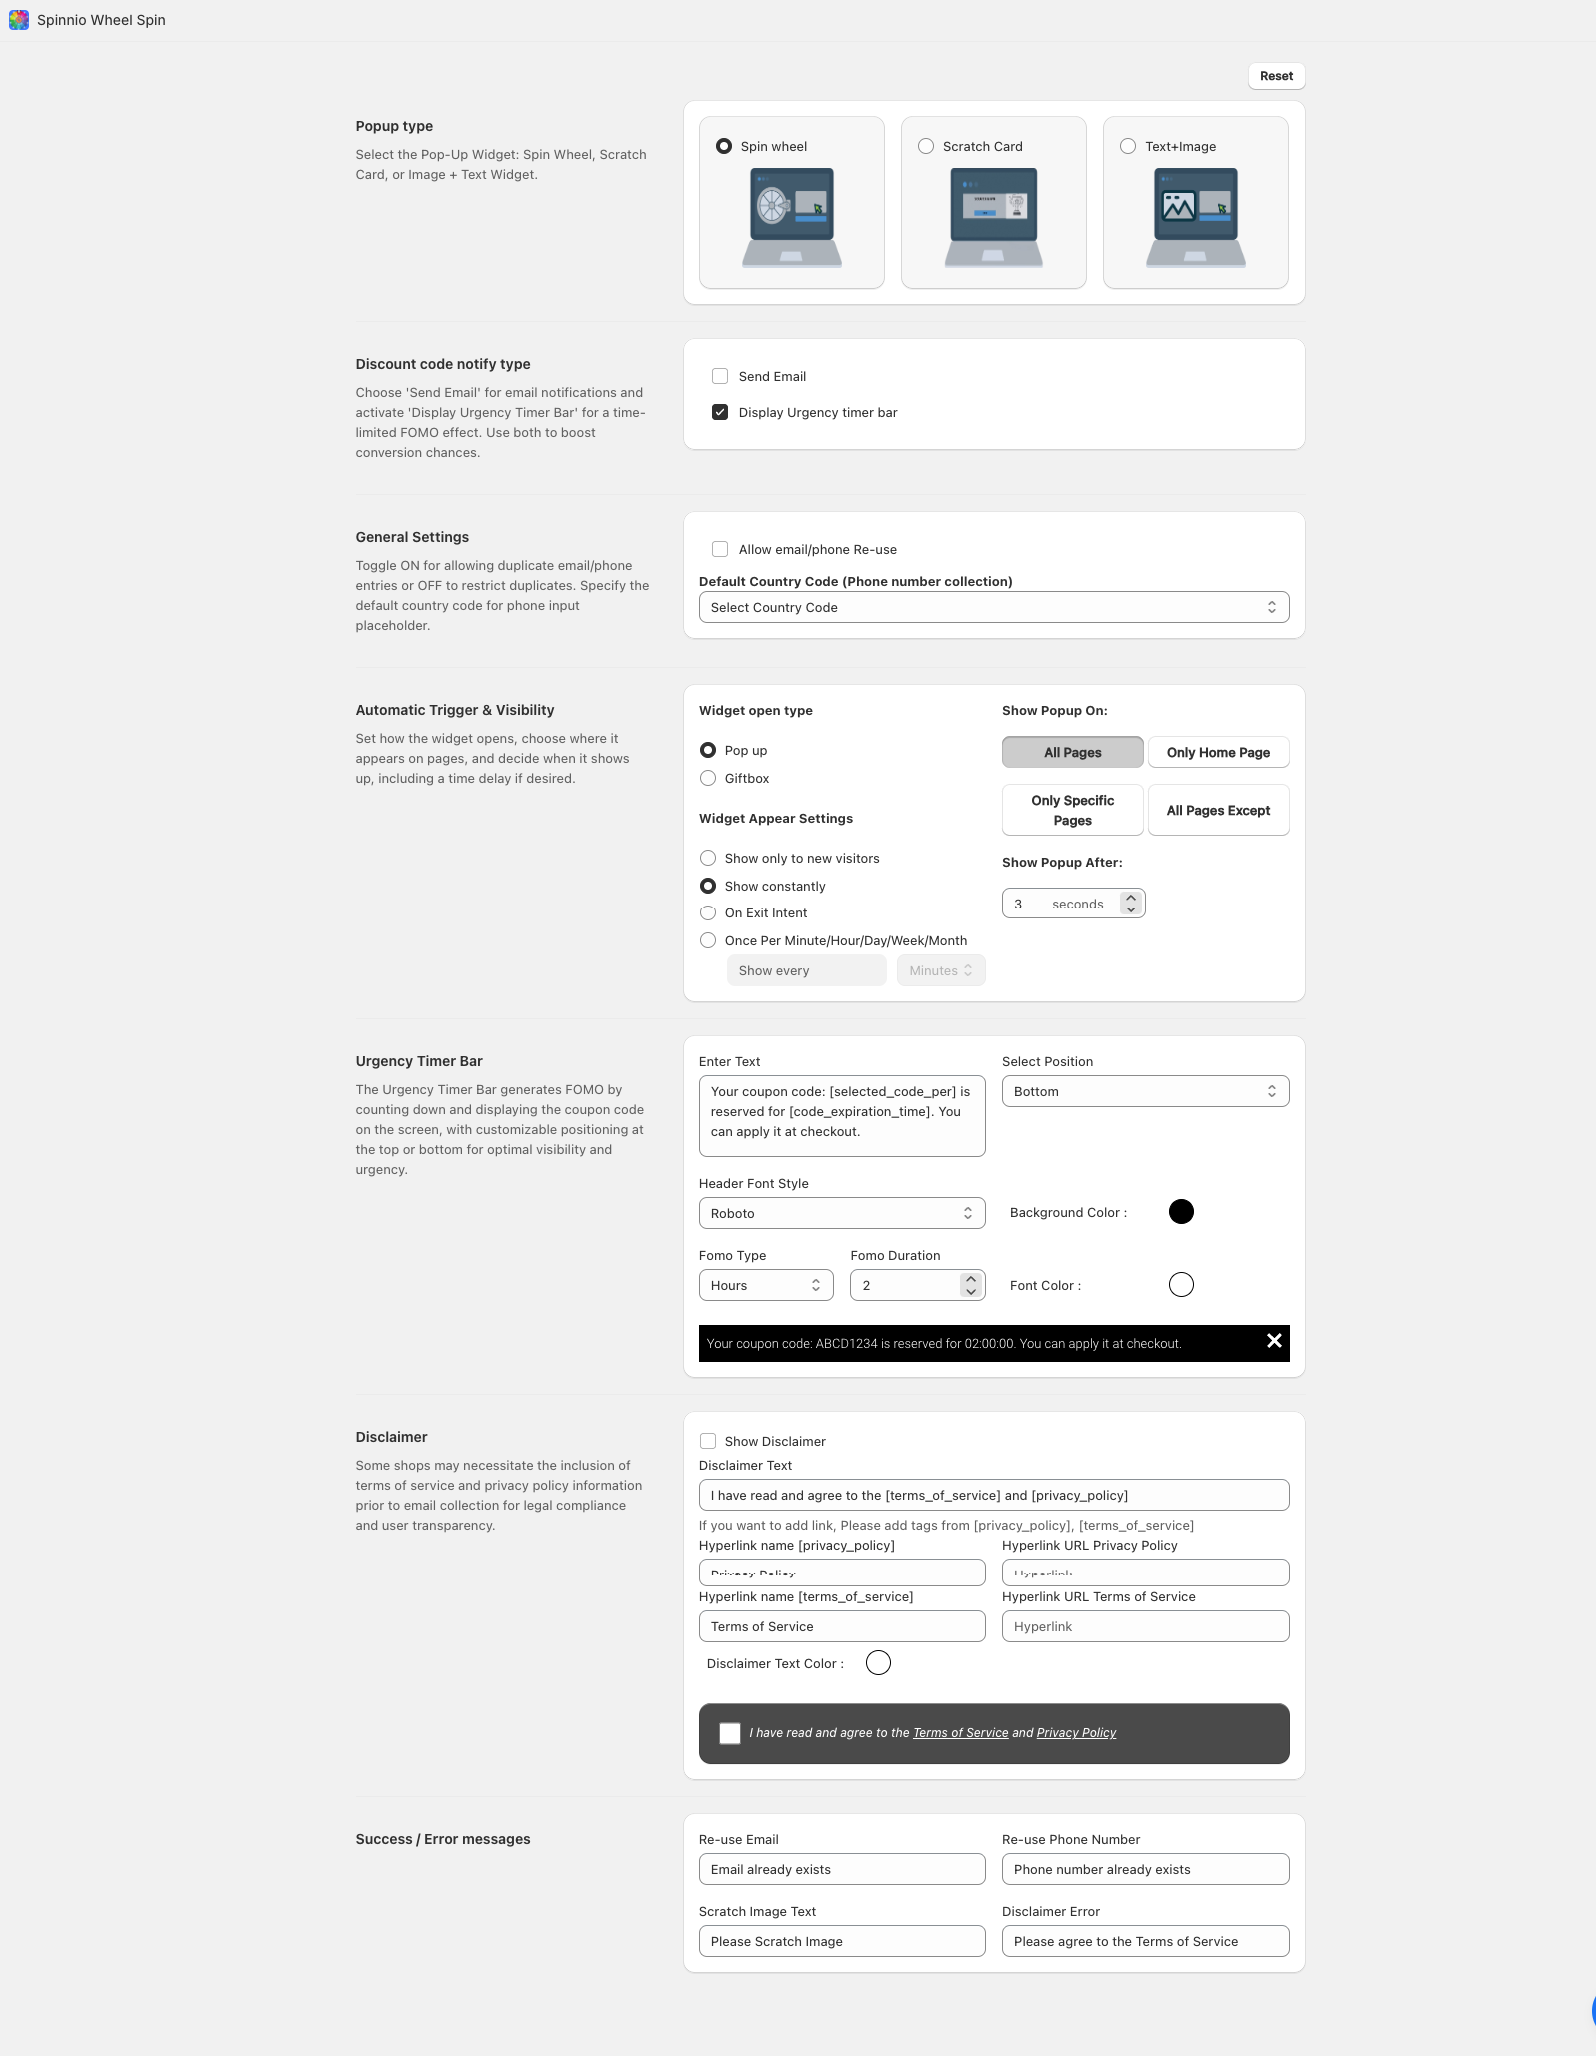 Spinnio Wheel Spin
Reset
Popup type
Select the Pop-Up Widget: Spin Wheel, Scratch
Card, or Image + Text Widget.
Spin wheel
Scratch Card
Text+Image
Discount code notify type
Choose 'Send Email' for email notifications and
activate 'Display Urgency Timer Bar' for a time-
limited FOMO effect. Use both to boost
conversion chances.
Send Email
Display Urgency timer bar
General Settings
Toggle ON for allowing duplicate email/phone
entries or OFF to restrict duplicates. Specify the
default country code for phone input
placeholder.
Allow email/phone Re-use
Default Country Code (Phone number collection)
Select Country Code
Automatic Trigger & Visibility
Set how the widget opens, choose where it
appears on pages, and decide when it shows
up, including a time delay if desired.
Widget open type
Pop up
Giftbox
Widget Appear Settings
Show only to new visitors
Show constantly
On Exit Intent
Once Per Minute/Hour/Day/Week/Month
Show every
Minutes
Show Popup On:
All Pages
Only Home Page
Only Specific
Pages
All Pages Except
Show Popup After:
3 seconds
Urgency Timer Bar
The Urgency Timer Bar generates FOMO by
counting down and displaying the coupon code
on the screen, with customizable positioning at
the top or bottom for optimal visibility and
urgency.
Enter Text
Your coupon code: [selected_code_per] is
reserved for [code_expiration_time]. You
can apply it at checkout.
Select Position
Bottom
Header Font Style
Roboto
Background Color :
Fomo Type
Hours
Fomo Duration
2
Font Color :
Your coupon code: ABCD1234 is reserved for 02:00:00. You can apply it at checkout.
Disclaimer
Some shops may necessitate the inclusion of
terms of service and privacy policy information
prior to email collection for legal compliance
and user transparency.
Show Disclaimer
Disclaimer Text
I have read and agree to the [terms_of_service] and [privacy_policy]
If you want to add link, Please add tags from [privacy_policy], [terms_of_service]
Hyperlink name [privacy_policy]
Privacy Policy
Hyperlink URL Privacy Policy
Hyperlink
Hyperlink name [terms_of_service]
Terms of Service
Hyperlink URL Terms of Service
Hyperlink
Disclaimer Text Color :
I have read and agree to the Terms of Service and Privacy Policy
Success / Error messages
Re-use Email
Email already exists
Re-use Phone Number
Phone number already exists
Scratch Image Text
Please Scratch Image
Disclaimer Error
Please agree to the Terms of Service